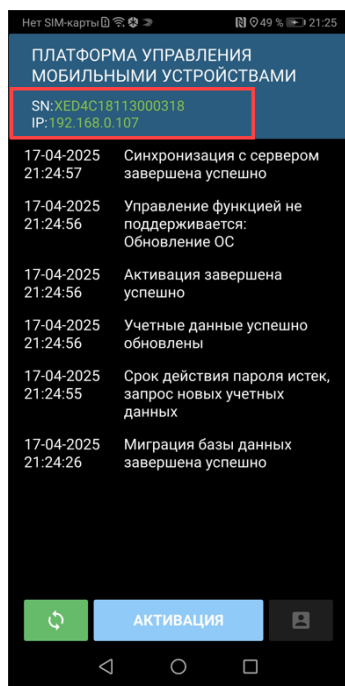 Нет SIM-карты 49 % 21:25
ПЛАТФОРМА УПРАВЛЕНИЯ
МОБИЛЬНЫМИ УСТРОЙСТВАМИ
SN:XED4C18113000318
IP:192.168.0.107
17-04-2025 Синхронизация с сервером
21:24:57 завершена успешно
17-04-2025 Управление функцией не
21:24:56 поддерживается:
Обновление ОС
17-04-2025 Активация завершена
21:24:56 успешно
17-04-2025 Учетные данные успешно
21:24:56 обновлены
17-04-2025 Срок действия пароля истек,
21:24:55 запрос новых учетных
данных
17-04-2025 Миграция базы данных
21:24:26 завершена успешно
АКТИВАЦИЯ